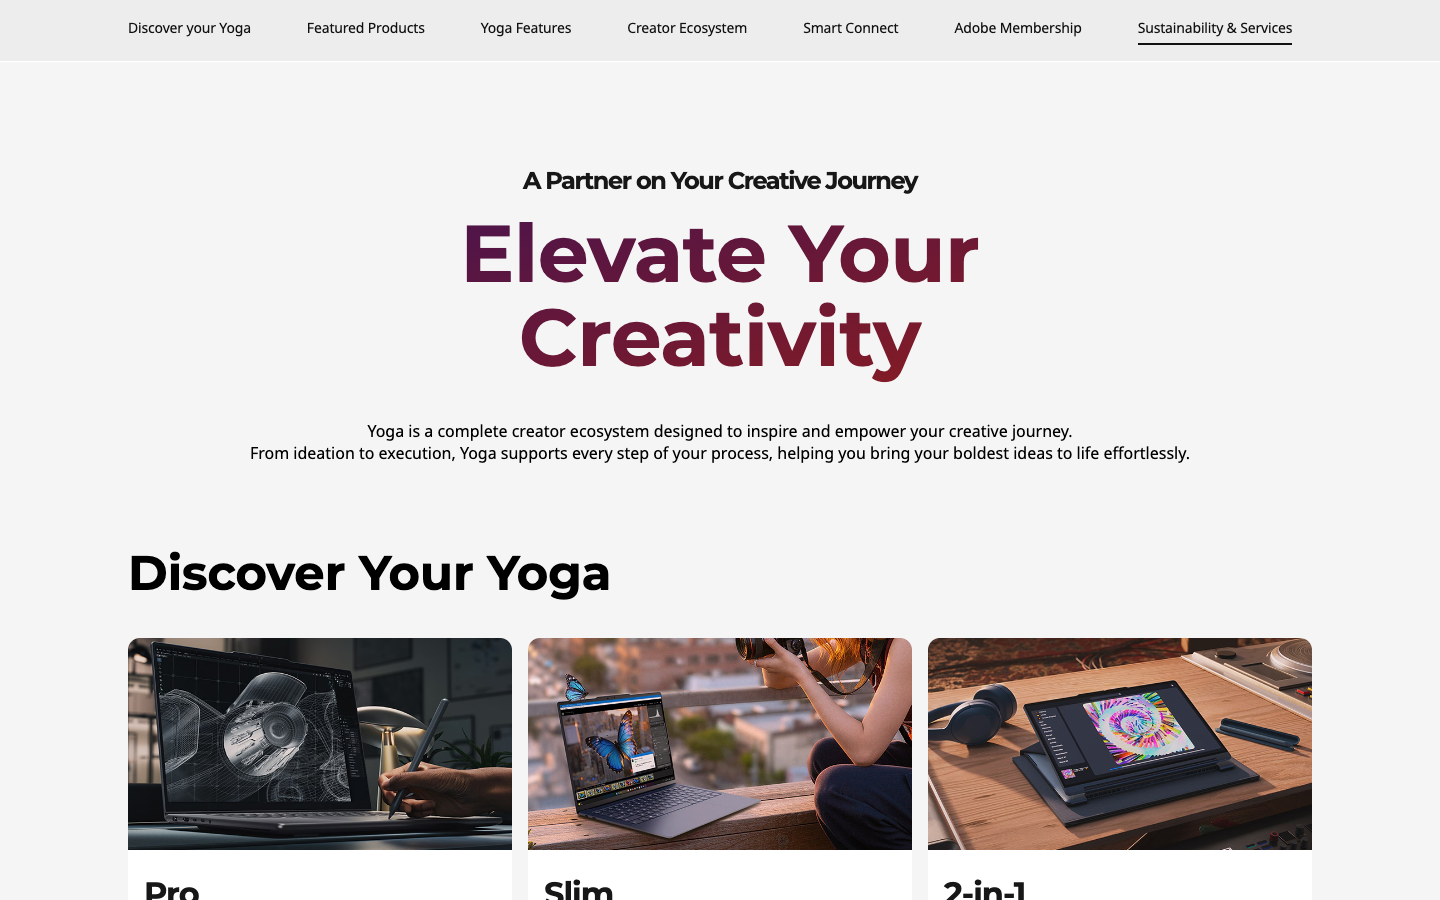 Discover your Yoga
Featured Products
Yoga Features
Creator Ecosystem
Smart Connect
Adobe Membership
Sustainability & Services
A Partner on Your Creative Journey
Elevate Your
Creativity
Yoga is a complete creator ecosystem designed to inspire and empower your creative journey.
From ideation to execution, Yoga supports every step of your process, helping you bring your boldest ideas to life effortlessly.
Discover Your Yoga
Pro
Slim
2-in-1